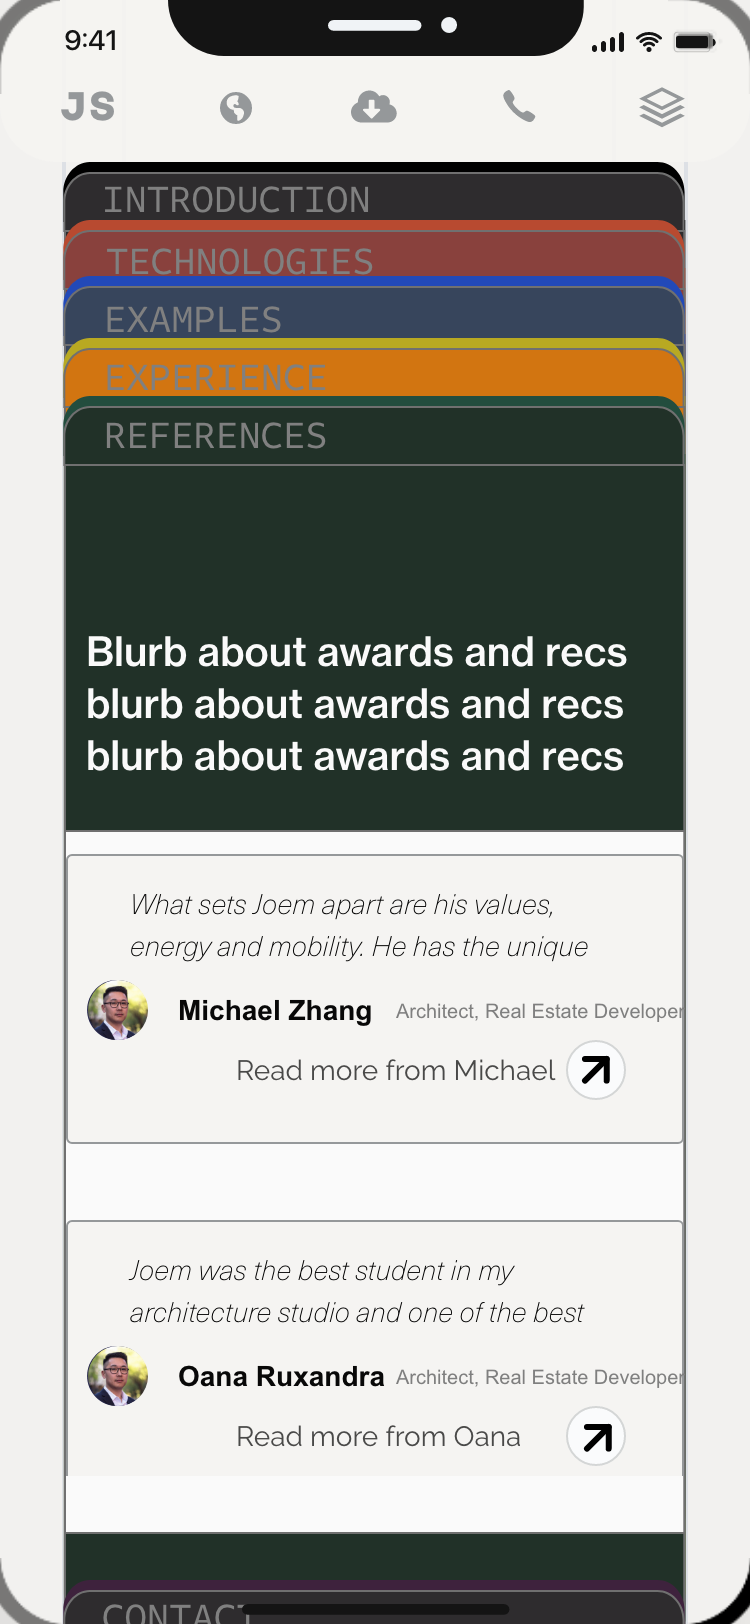 9:41
JS
INTRODUCTION
TECHNOLOGIES
EXAMPLES
EXPERIENCE
REFERENCES
Blurb about awards and recs
blurb about awards and recs
blurb about awards and recs
What sets Joem apart are his values,
energy and mobility. He has the unique
Michael Zhang Architect, Real Estate Developer
Read more from Michael
Joem was the best student in my
architecture studio and one of the best
Oana Ruxandra Architect, Real Estate Developer
Read more from Oana
CONTACT